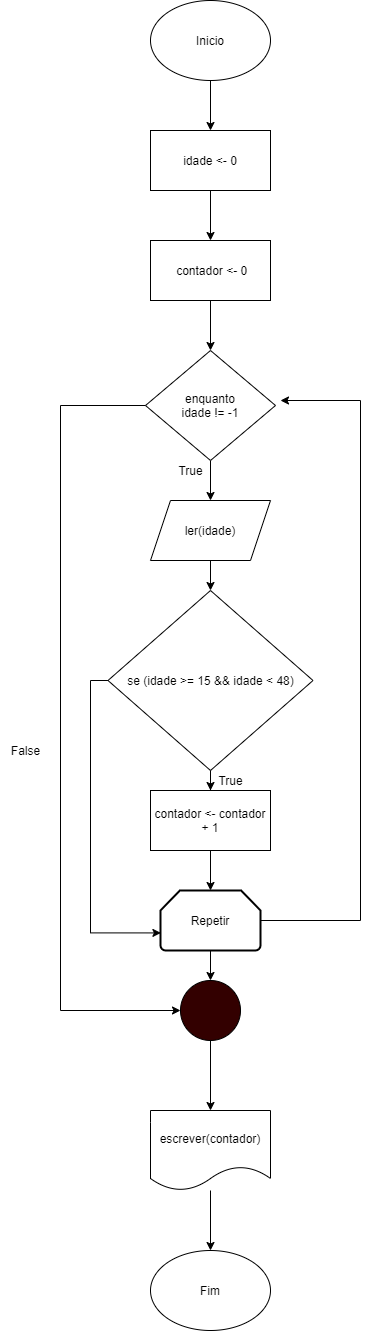 Inicio
idade <- 0
contador <- 0
enquanto
idade != -1
True
ler(idade)
se (idade >= 15 && idade < 48)
False
True
contador <- contador
+ 1
Repetir
escrever(contador)
Fim